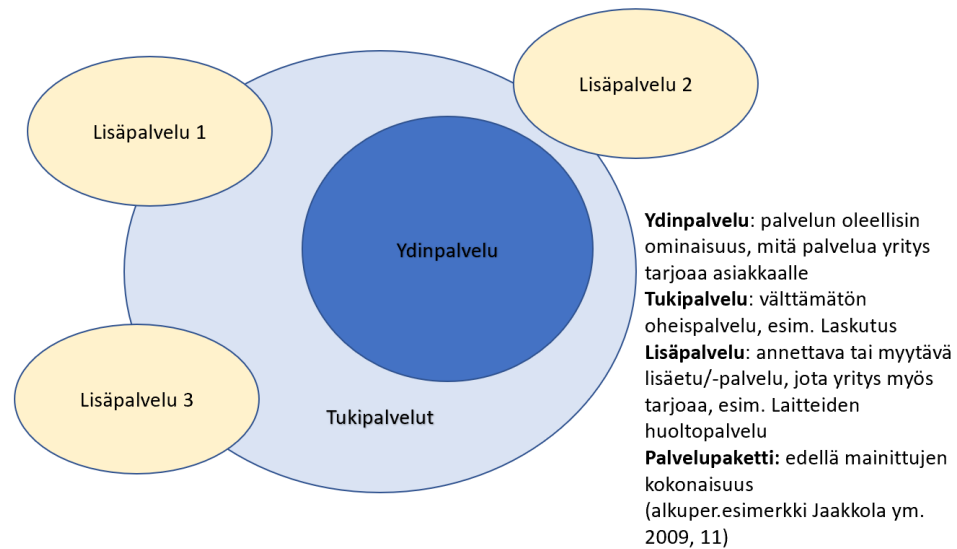 Lisäpalvelu 1
Lisäpalvelu 2
Ydinpalvelu
Lisäpalvelu 3
Tukipalvelut
Ydinpalvelu: palvelun oleellisin
ominaisuus, mitä palvelua yritys
tarjoaa asiakkaalle
Tukipalvelu: välttämätön
oheispalvelu, esim. Laskutus
Lisäpalvelu: annettava tai myytävä
lisäetu/-palvelu, jota yritys myös
tarjoaa, esim. Laitteiden
huoltopalvelu
Palvelupaketti: edellä mainittujen
kokonaisuus
(alkuper.esimerkki Jaakkola ym.
2009, 11)